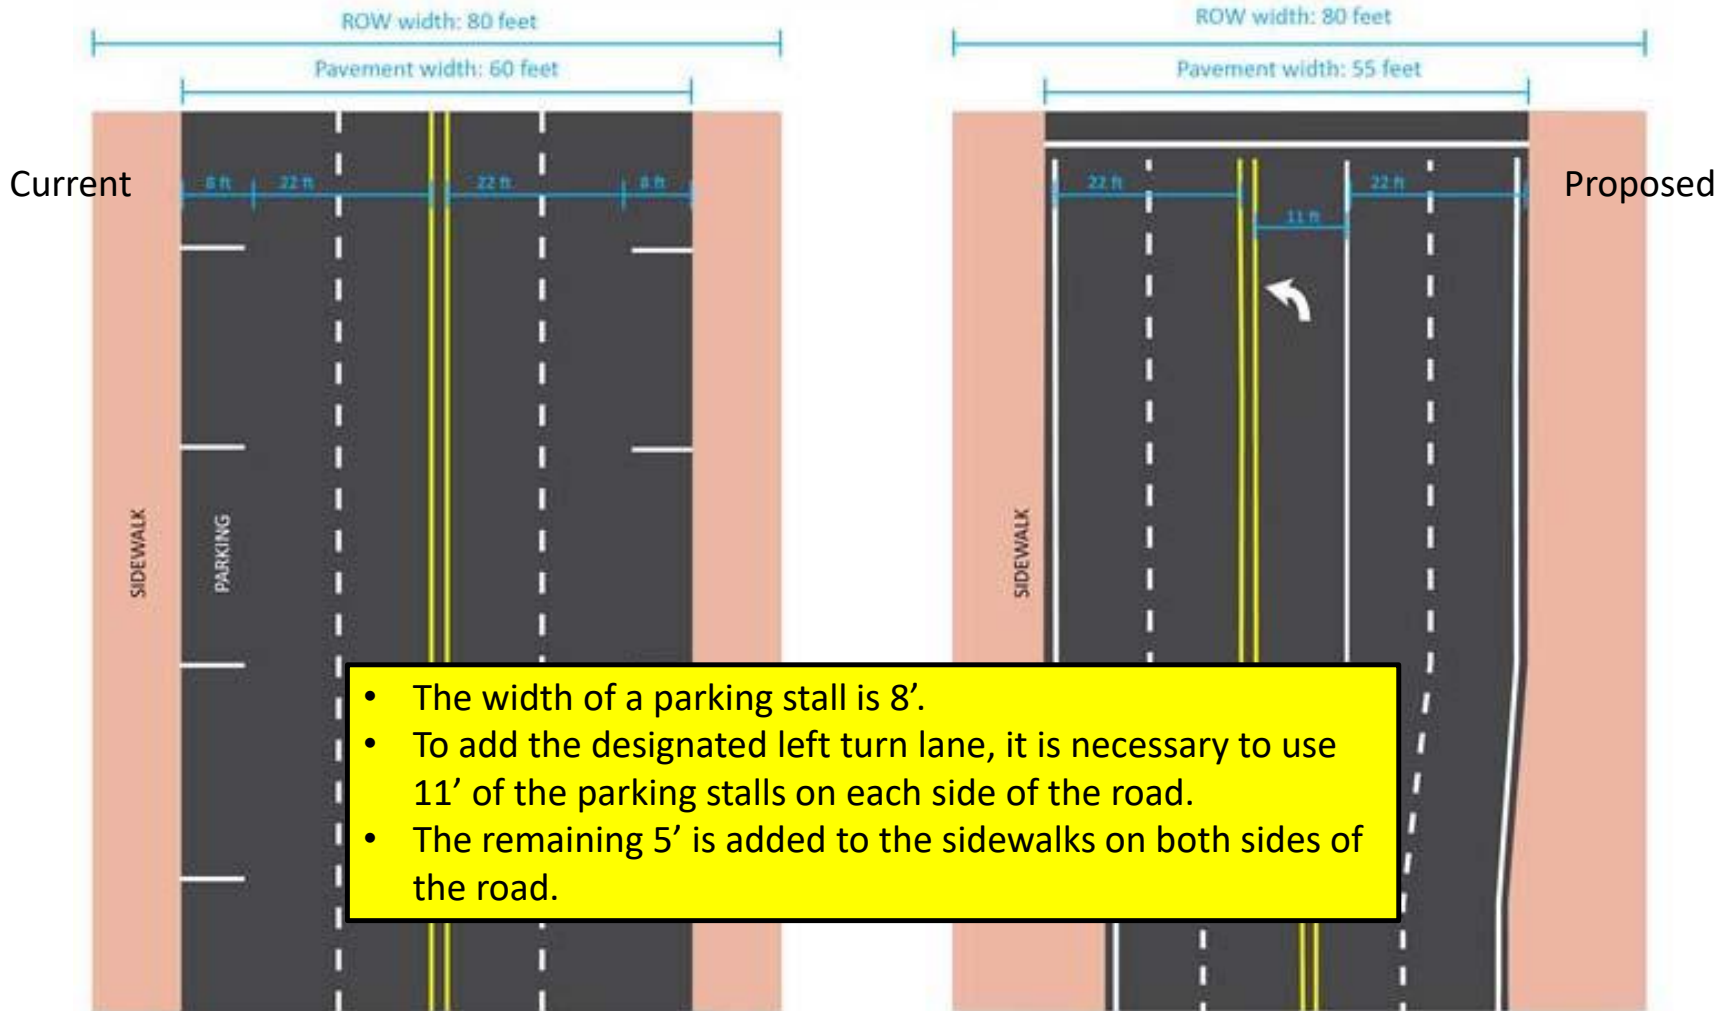 ROW width: 80 feet
Pavement width: 60 feet
Current
8 ft
22 ft
22 ft
8 ft
SIDEWALK
PARKING
ROW width: 80 feet
Pavement width: 55 feet
Proposed
22 ft
11 ft
22 ft
SIDEWALK
• The width of a parking stall is 8’.
• To add the designated left turn lane, it is necessary to use
11’ of the parking stalls on each side of the road.
• The remaining 5’ is added to the sidewalks on both sides of
the road.